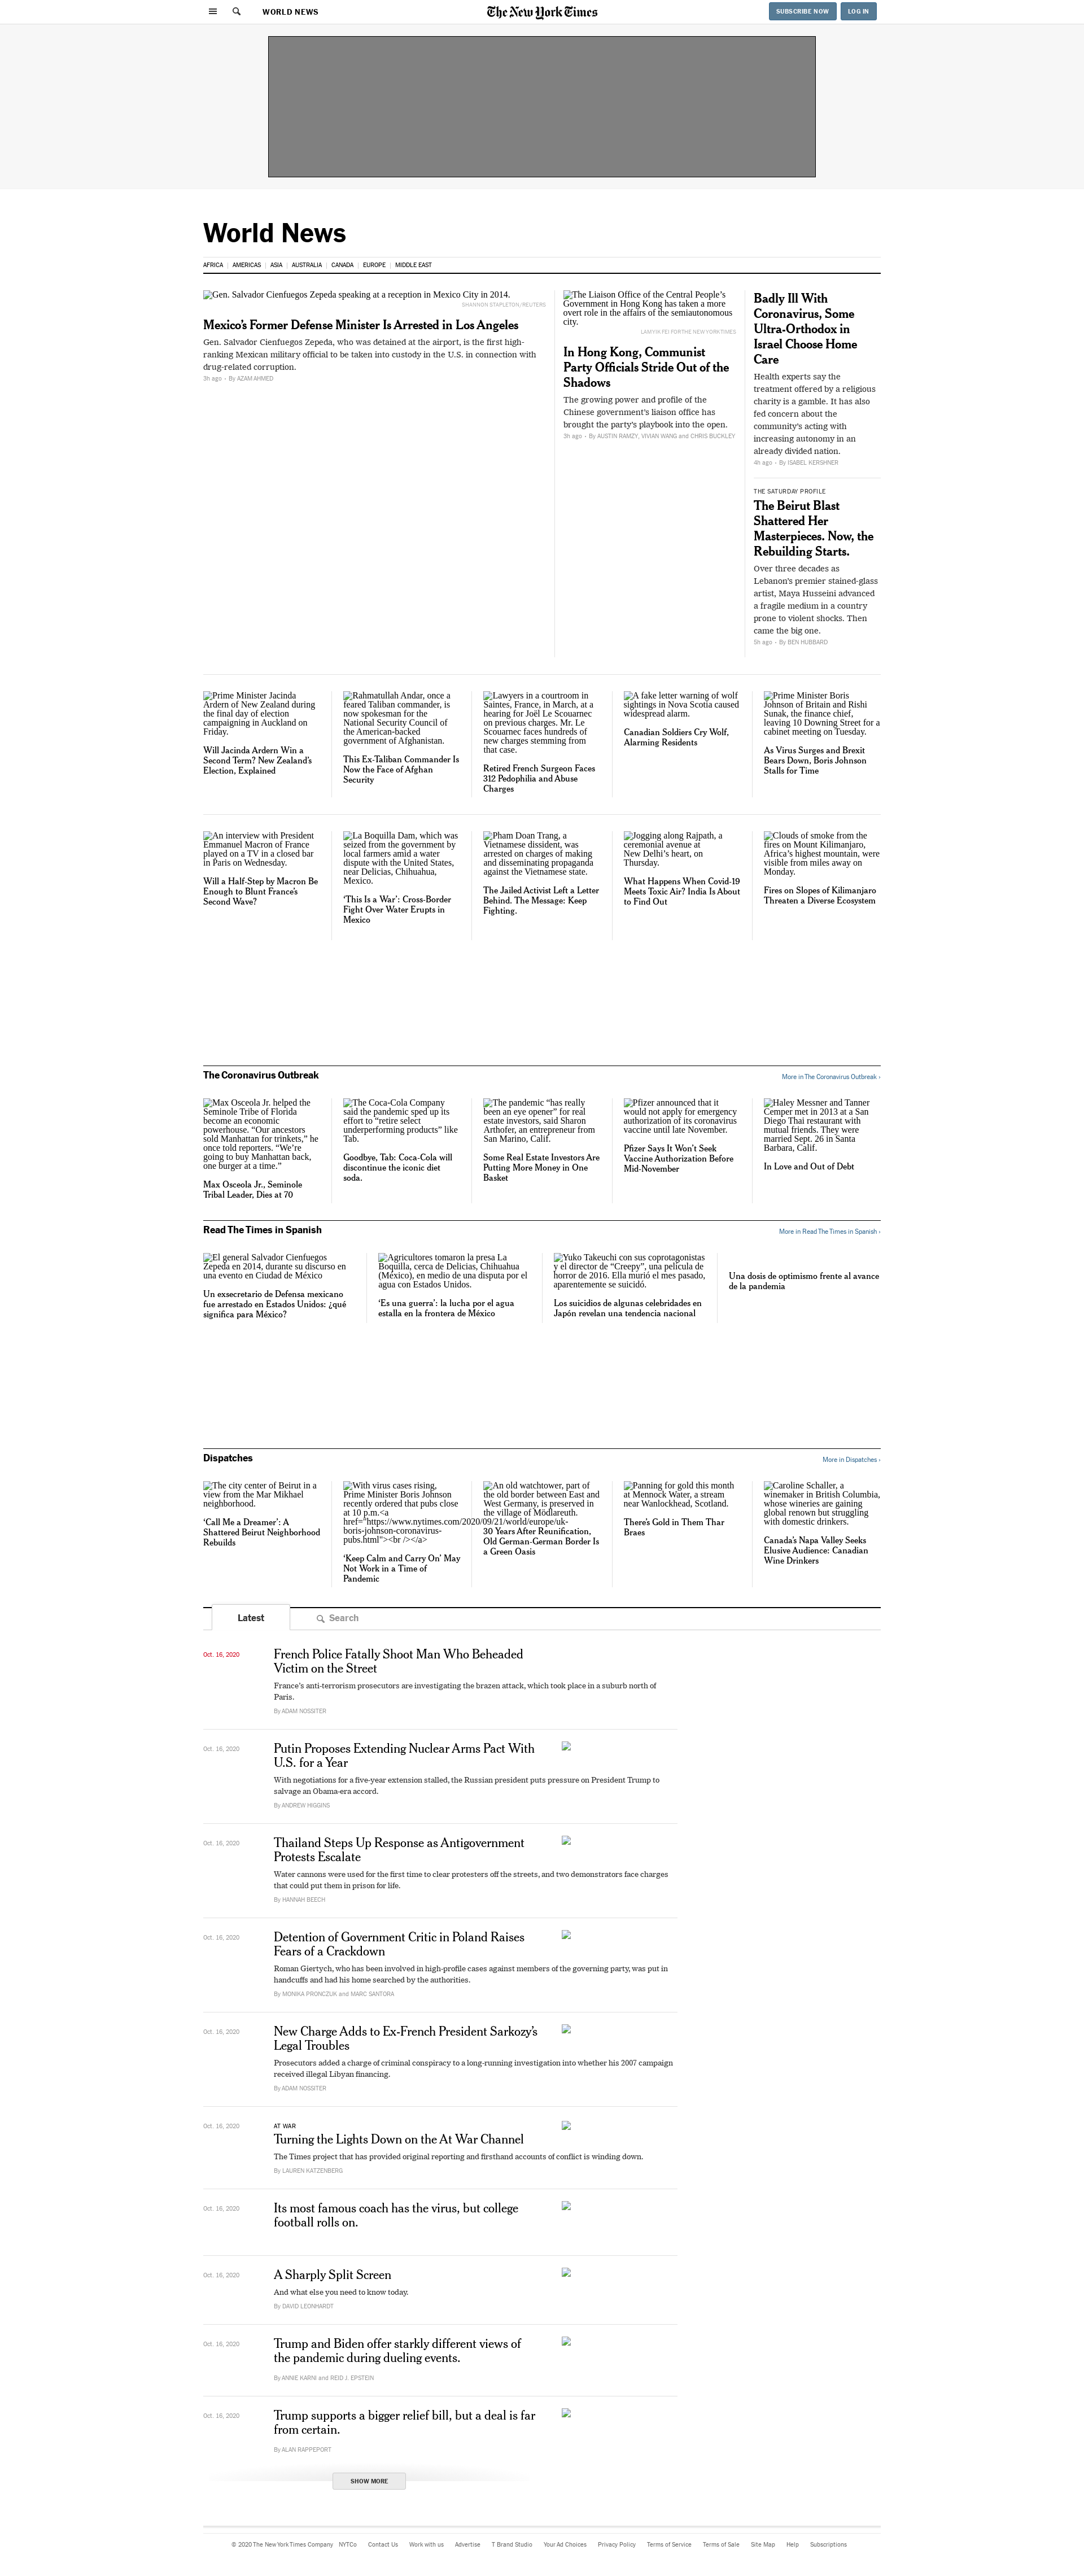 WORLD NEWS
The New York Times
SUBSCRIBE NOW
LOG IN
World News
AFRICA
AMERICAS
ASIA
AUSTRALIA
CANADA
EUROPE
MIDDLE EAST
Gen. Salvador Cienfuegos Zepeda speaking at a reception in Mexico City in 2014.
SHANNON STAPLETON, REUTERS
Mexico’s Former Defense Minister Is Arrested in Los Angeles
Gen. Salvador Cienfuegos Zepeda, who was detained at the airport, is the first high-
ranking Mexican military official to be taken into custody in the U.S. in connection with
drug-related corruption.
3h ago • By AZAM AHMED
The Liaison Office of the Central People’s
Government in Hong Kong has taken a more
overt role in the affairs of the semiautonomous
city.
LAM YIK FEI FOR THE NEW YORK TIMES
In Hong Kong, Communist
Party Officials Stride Out of the
Shadows
The growing power and profile of the
Chinese government’s liaison office has
brought the party’s playbook into the open.
3h ago • By AUSTIN RAMZY, VIVIAN WANG and CHRIS BUCKLEY
Badly Ill With
Coronavirus, Some
Ultra-Orthodox in
Israel Choose Home
Care
Health experts say the
treatment offered by a religious
charity is a gamble. It has also
fed concern about the
community’s acting with
increasing autonomy in an
already divided nation.
4h ago • By ISABEL KERSHNER
THE SATURDAY PROFILE
The Beirut Blast
Shattered Her
Masterpieces. Now, the
Rebuilding Starts.
Over three decades as
Lebanon’s premier stained-glass
artist, Maya Husseini advanced
a fragile medium in a country
prone to violent shocks. Then
came the big one.
5h ago • By BEN HUBBARD
Prime Minister Jacinda
Ardern of New Zealand during
the final day of election
campaigning in Auckland on
Friday.
Will Jacinda Ardern Win a
Second Term? New Zealand’s
Election, Explained
Rahmatullah Andar, once a
feared Taliban commander, is
now spokesman for the
National Security Council of
the American-backed
government of Afghanistan.
This Ex-Taliban Commander Is
Now the Face of Afghan
Security
Lawyers in a courtroom in
Saintes, France, in March, at a
hearing for Joël Le Scouarnec
on previous charges. Mr. Le
Scouarnec faces hundreds of
new charges stemming from
that case.
Retired French Surgeon Faces
312 Pedophilia and Abuse
Charges
A fake letter warning of wolf
sightings in Nova Scotia caused
widespread alarm.
Canadian Soldiers Cry Wolf,
Alarming Residents
Prime Minister Boris
Johnson of Britain and Rishi
Sunak, the finance chief,
leaving 10 Downing Street for a
cabinet meeting on Tuesday.
As Virus Surges and Brexit
Bears Down, Boris Johnson
Stalls for Time
An interview with President
Emmanuel Macron of France
played on a TV in a closed bar
in Paris on Wednesday.
Will a Half-Step by Macron Be
Enough to Blunt France’s
Second Wave?
La Boquilla Dam, which was
seized from the government by
local farmers amid a water
dispute with the United States,
near Delicias, Chihuahua,
Mexico.
‘This Is a War’: Cross-Border
Fight Over Water Erupts in
Mexico
Pham Doan Trang, a
Vietnamese dissident, was
arrested on charges of making
and disseminating propaganda
against the Vietnamese state.
The Jailed Activist Left a Letter
Behind. The Message: Keep
Fighting.
Jogging along Rajpath, a
ceremonial avenue at
New Delhi’s heart, on
Thursday.
What Happens When Covid-19
Meets Toxic Air? India Is About
to Find Out
Clouds of smoke from the
fires on Mount Kilimanjaro,
Africa’s highest mountain, were
visible from miles away on
Monday.
Fires on Slopes of Kilimanjaro
Threaten a Diverse Ecosystem
The Coronavirus Outbreak
More in The Coronavirus Outbreak ›
Max Osceola Jr. helped the
Seminole Tribe of Florida
become an economic
powerhouse. “Our ancestors
sold Manhattan for trinkets,” he
once told reporters. “We’re
going to buy Manhattan back,
one burger at a time.”
Max Osceola Jr., Seminole
Tribal Leader, Dies at 70
The Coca-Cola Company
said the pandemic sped up its
effort to “retire select
underperforming products” like
Tab.
Goodbye, Tab: Coca-Cola will
discontinue the iconic diet
soda.
The pandemic “has really
been an eye opener” for real
estate investors, said Sharon
Arthofer, an entrepreneur from
San Marino, Calif.
Some Real Estate Investors Are
Putting More Money in One
Basket
Pfizer announced that it
would not apply for emergency
authorization of its coronavirus
vaccine until late November.
Pfizer Says It Won’t Seek
Vaccine Authorization Before
Mid-November
Haley Messner and Tanner
Cemper met in 2013 at a San
Diego Thai restaurant with
mutual friends. They were
married Sept. 26 in Santa
Barbara, Calif.
In Love and Out of Debt
Read The Times in Spanish
More in Read The Times in Spanish ›
El general Salvador Cienfuegos
Zepeda en 2014, durante su discurso en
una evento en Ciudad de México
Un exsecretario de Defensa mexicano
fue arrestado en Estados Unidos: ¿qué
significa para México?
Agricultores tomaron la presa La
Boquilla, cerca de Delicias, Chihuahua
(México), en medio de una disputa por el
agua con Estados Unidos.
‘Es una guerra’: la lucha por el agua
estalla en la frontera de México
Yuko Takeuchi con sus coprotagonistas
y el director de “Creepy”, una película de
horror de 2016. Ella murió el mes pasado,
aparentemente se suicidó.
Los suicidios de algunas celebridades en
Japón revelan una tendencia nacional
Una dosis de optimismo frente al avance
de la pandemia
Dispatches
More in Dispatches ›
The city center of Beirut in a
view from the Mar Mikhael
neighborhood.
‘Call Me a Dreamer’: A
Shattered Beirut Neighborhood
Rebuilds
With virus cases rising,
Prime Minister Boris Johnson
recently ordered that pubs close
at 10 p.m.<a
href="https://www.nytimes.com/2020/09/21/world/europe/uk-
boris-johnson-coronavirus-
pubs.html"><br /></a>
‘Keep Calm and Carry On’ May
Not Work in a Time of
Pandemic
An old watchtower, part of
the old border between East and
West Germany, is preserved in
the village of Mödlareuth.
30 Years After Reunification,
Old German-German Border Is
a Green Oasis
Panning for gold this month
at Mennock Water, a stream
near Wanlockhead, Scotland.
There’s Gold in Them Thar
Braes
Caroline Schaller, a
winemaker in British Columbia,
whose wineries are gaining
global renown but struggling
with domestic drinkers.
Canada’s Napa Valley Seeks
Elusive Audience: Canadian
Wine Drinkers
Latest
Search
Oct. 16, 2020
French Police Fatally Shoot Man Who Beheaded
Victim on the Street
France’s anti-terrorism prosecutors are investigating the brazen attack, which took place in a suburb north of
Paris.
By ADAM NOSSITER
Oct. 16, 2020
Putin Proposes Extending Nuclear Arms Pact With
U.S. for a Year
With negotiations for a five-year extension stalled, the Russian president puts pressure on President Trump to
salvage an Obama-era accord.
By ANDREW HIGGINS
Oct. 16, 2020
Thailand Steps Up Response as Antigovernment
Protests Escalate
Water cannons were used for the first time to clear protesters off the streets, and two demonstrators face charges
that could put them in prison for life.
By HANNAH BEECH
Oct. 16, 2020
Detention of Government Critic in Poland Raises
Fears of a Crackdown
Roman Giertych, who has been involved in high-profile cases against members of the governing party, was put in
handcuffs and had his home searched by the authorities.
By MONIKA PRONCZUK and MARC SANTORA
Oct. 16, 2020
New Charge Adds to Ex-French President Sarkozy’s
Legal Troubles
Prosecutors added a charge of criminal conspiracy to a long-running investigation into whether his 2007 campaign
received illegal Libyan financing.
By ADAM NOSSITER
Oct. 16, 2020
AT WAR
Turning the Lights Down on the At War Channel
The Times project that has provided original reporting and firsthand accounts of conflict is winding down.
By LAUREN KATZENBERG
Oct. 16, 2020
Its most famous coach has the virus, but college
football rolls on.
Oct. 16, 2020
A Sharply Split Screen
And what else you need to know today.
By DAVID LEONHARDT
Oct. 16, 2020
Trump and Biden offer starkly different views of
the pandemic during dueling events.
By ANNIE KARNI and REID J. EPSTEIN
Oct. 16, 2020
Trump supports a bigger relief bill, but a deal is far
from certain.
By ALAN RAPPEPORT
SHOW MORE
© 2020 The New York Times Company
NYTCo
Contact Us
Work with us
Advertise
T Brand Studio
Your Ad Choices
Privacy Policy
Terms of Service
Terms of Sale
Site Map
Help
Subscriptions